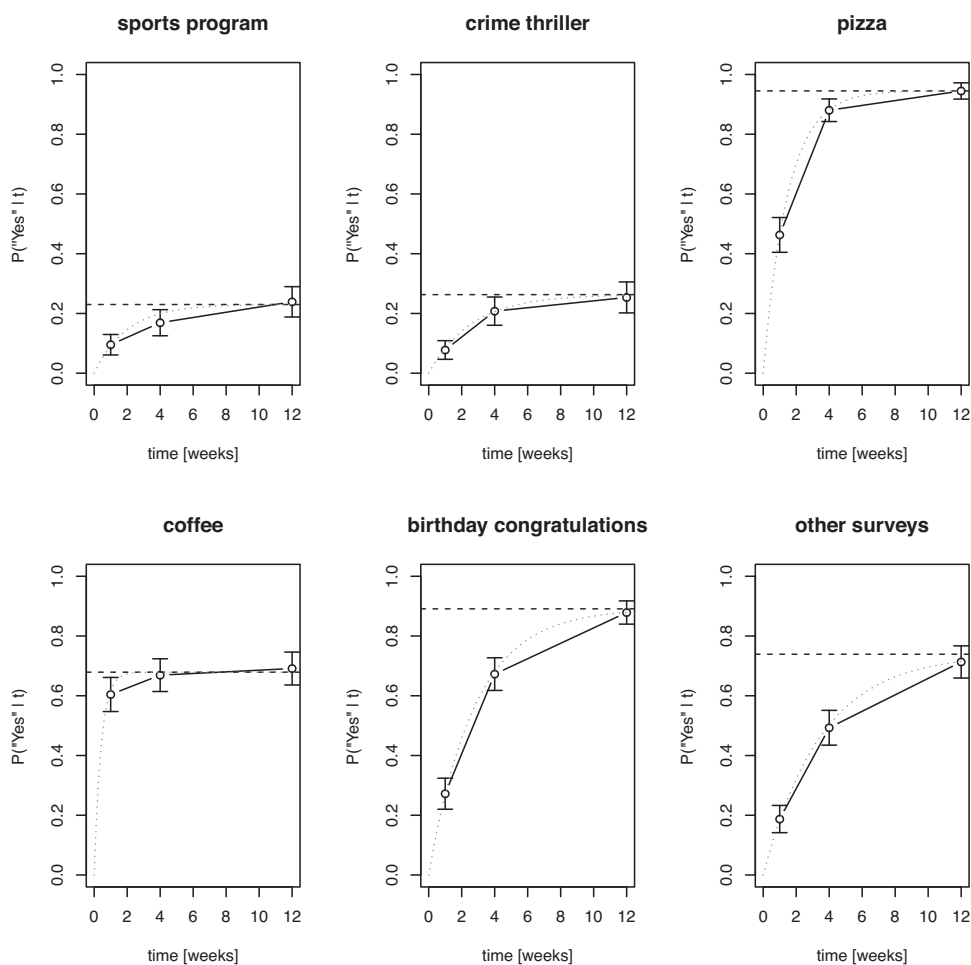 sports program
crime thriller
pizza
P("Yes" | t)
0.0 0.2 0.4 0.6 0.8 1.0
0 2 4 6 8 10 12
time [weeks]
P("Yes" | t)
0.0 0.2 0.4 0.6 0.8 1.0
0 2 4 6 8 10 12
time [weeks]
P("Yes" | t)
0.0 0.2 0.4 0.6 0.8 1.0
0 2 4 6 8 10 12
time [weeks]
coffee
birthday congratulations
other surveys
P("Yes" | t)
0.0 0.2 0.4 0.6 0.8 1.0
0 2 4 6 8 10 12
time [weeks]
P("Yes" | t)
0.0 0.2 0.4 0.6 0.8 1.0
0 2 4 6 8 10 12
time [weeks]
P("Yes" | t)
0.0 0.2 0.4 0.6 0.8 1.0
0 2 4 6 8 10 12
time [weeks]